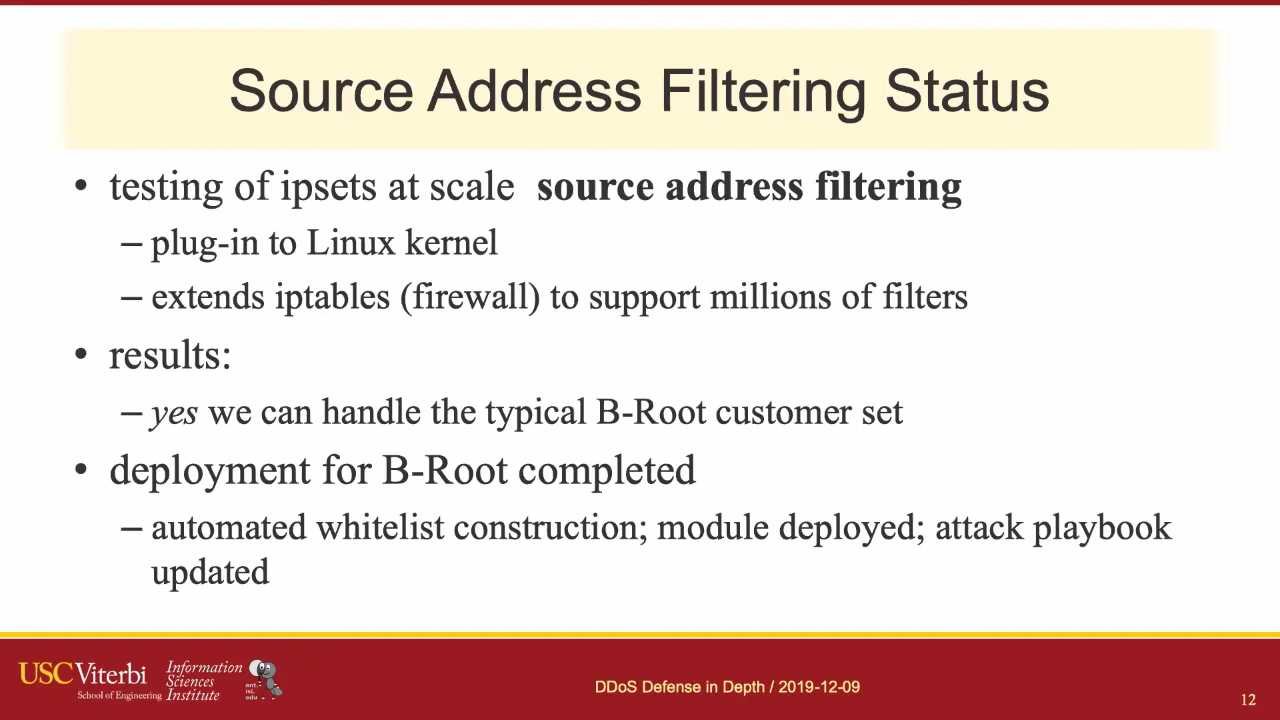 Source Address Filtering Status
• testing of ipsets at scale source address filtering
– plug-in to Linux kernel
– extends iptables (firewall) to support millions of filters
• results:
– yes we can handle the typical B-Root customer set
• deployment for B-Root completed
– automated whitelist construction; module deployed; attack playbook
updated
USC Viterbi
School of Engineering
Information
Sciences
Institute
ant.
isi.
edu
DDoS Defense in Depth / 2019-12-09
12